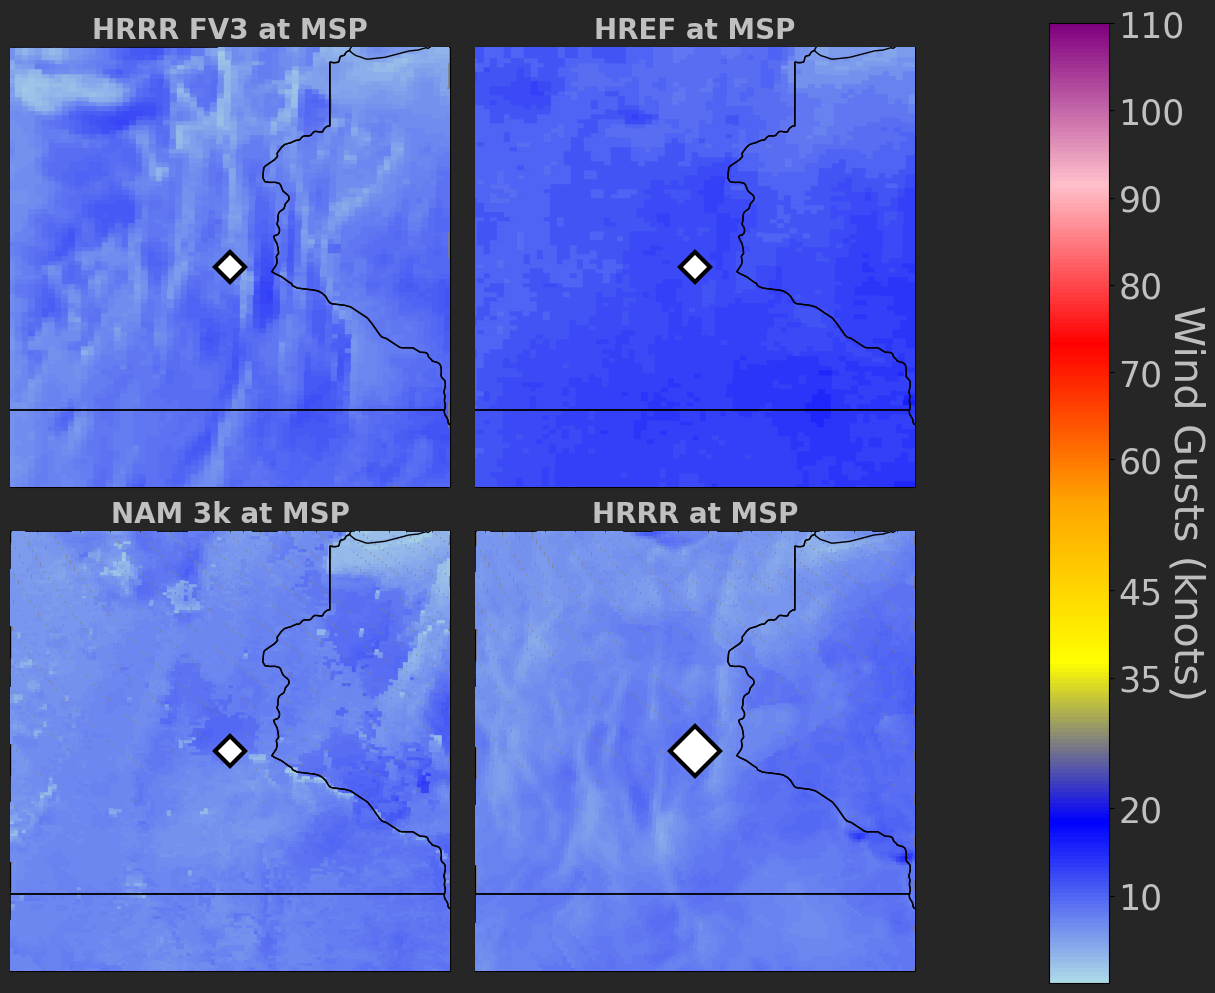 HRRR FV3 at MSP
HREF at MSP
NAM 3k at MSP
HRRR at MSP
110
100
90
80
70
60
45
35
20
10
Wind Gusts (knots)